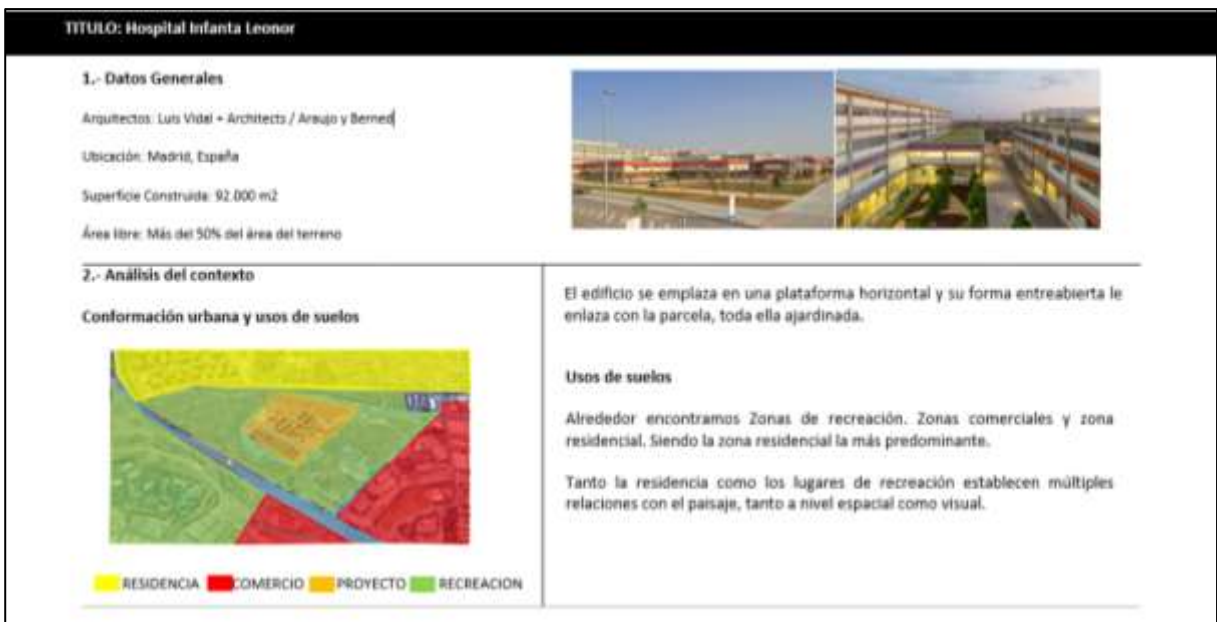 TITULO: Hospital Infanta Leonor
1.- Datos Generales
Arquitectos: Luis Vidal + Architects / Araujo y Berned
Ubicación: Madrid, España
Superficie Construida: 92.000 m2
Área libre: Más del 50% del área del terreno
2.- Análisis del contexto
Conformación urbana y usos de suelos
RESIDENCIA COMERCIO PROYECTO RECREACION
El edificio se emplaza en una plataforma horizontal y su forma entreabierta le
enlaza con la parcela, toda ella ajardinada.
Usos de suelos
Alrededor encontramos Zonas de recreación. Zonas comerciales y zona
residencial. Siendo la zona residencial la más predominante.
Tanto la residencia como los lugares de recreación establecen múltiples
relaciones con el paisaje, tanto a nivel espacial como visual.